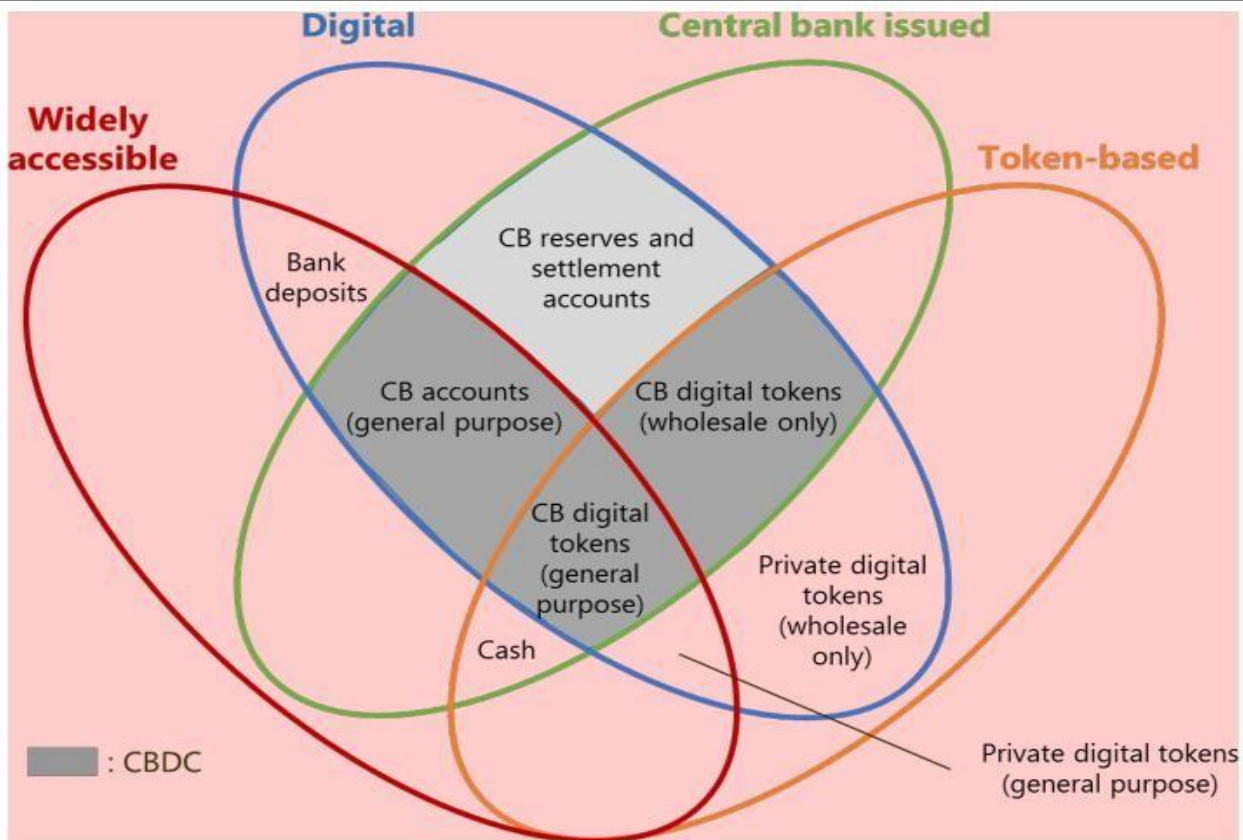 Digital
Central bank issued
Widely
accessible
Token-based
CB reserves and
settlement
accounts
Bank
deposits
CB accounts
(general purpose)
CB digital tokens
(wholesale only)
CB digital
tokens
(general
purpose)
Private digital
tokens
(wholesale
only)
Cash
: CBDC
Private digital tokens
(general purpose)